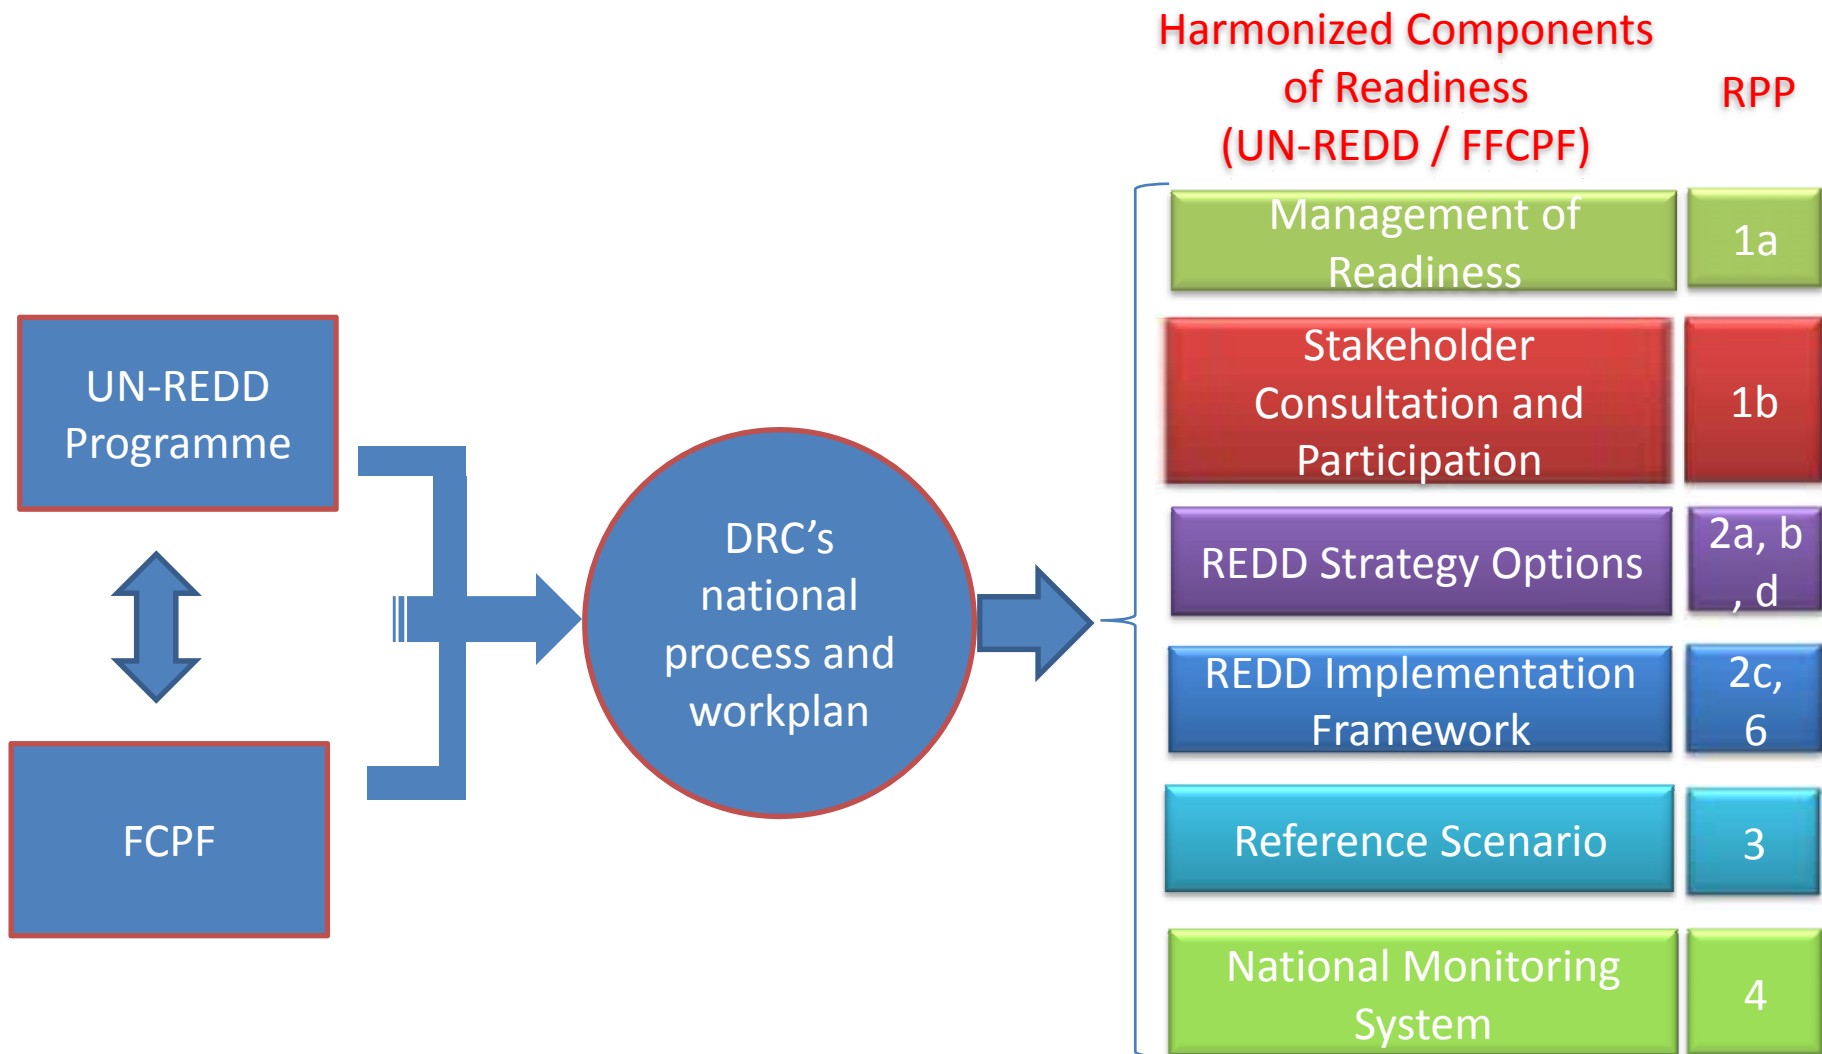 Harmonized Components
of Readiness
(UN-REDD / FFCPF)
RPP
Management of
Readiness
1a
Stakeholder
Consultation and
Participation
1b
REDD Strategy Options
2a, b
, d
REDD Implementation
Framework
2c,
6
Reference Scenario
3
National Monitoring
System
4
UN-REDD
Programme
FCPF
DRC’s
national
process and
workplan